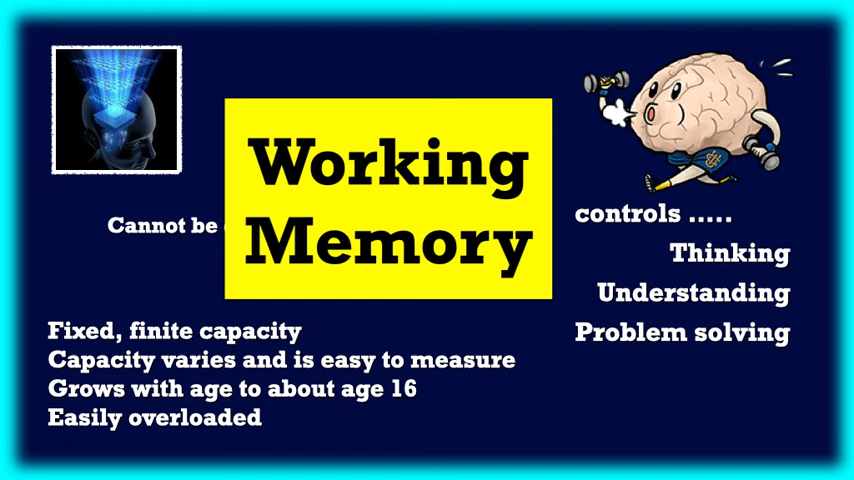 Working
Memory
Cannot be
controls .....
Thinking
Understanding
Problem solving
Fixed, finite capacity
Capacity varies and is easy to measure
Grows with age to about age 16
Easily overloaded